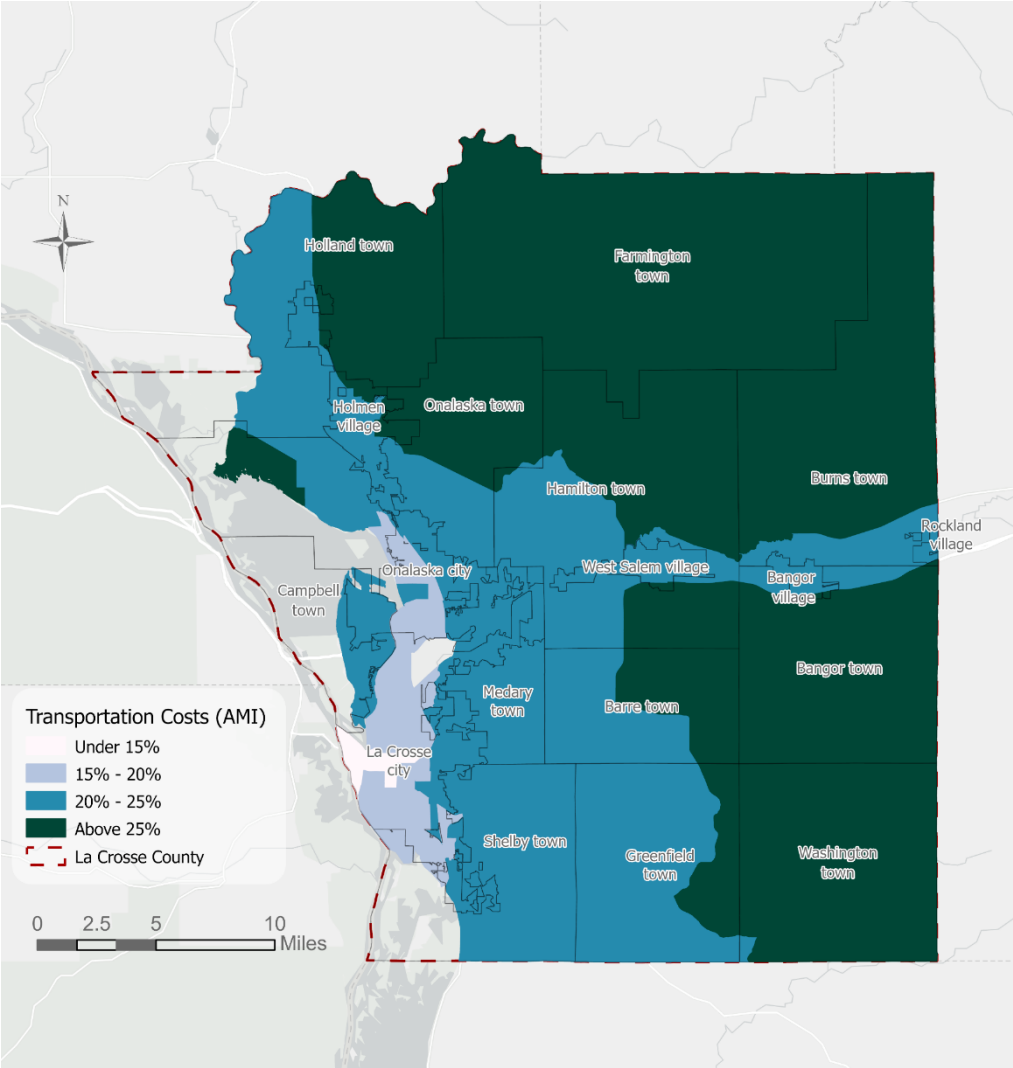 N
Holland town
Farmington
town
Holmen
village
Onalaska town
Hamilton town
Burns town
Rockland
village
Onalaska city
West Salem village
Bangor
village
Campbell
town
Medary
town
Barre town
Bangor town
La Crosse
city
Shelby town
Greenfield
town
Washington
town
Transportation Costs (AMI)
Under 15%
15% - 20%
20% - 25%
Above 25%
La Crosse County
0 2.5 5 10
Miles